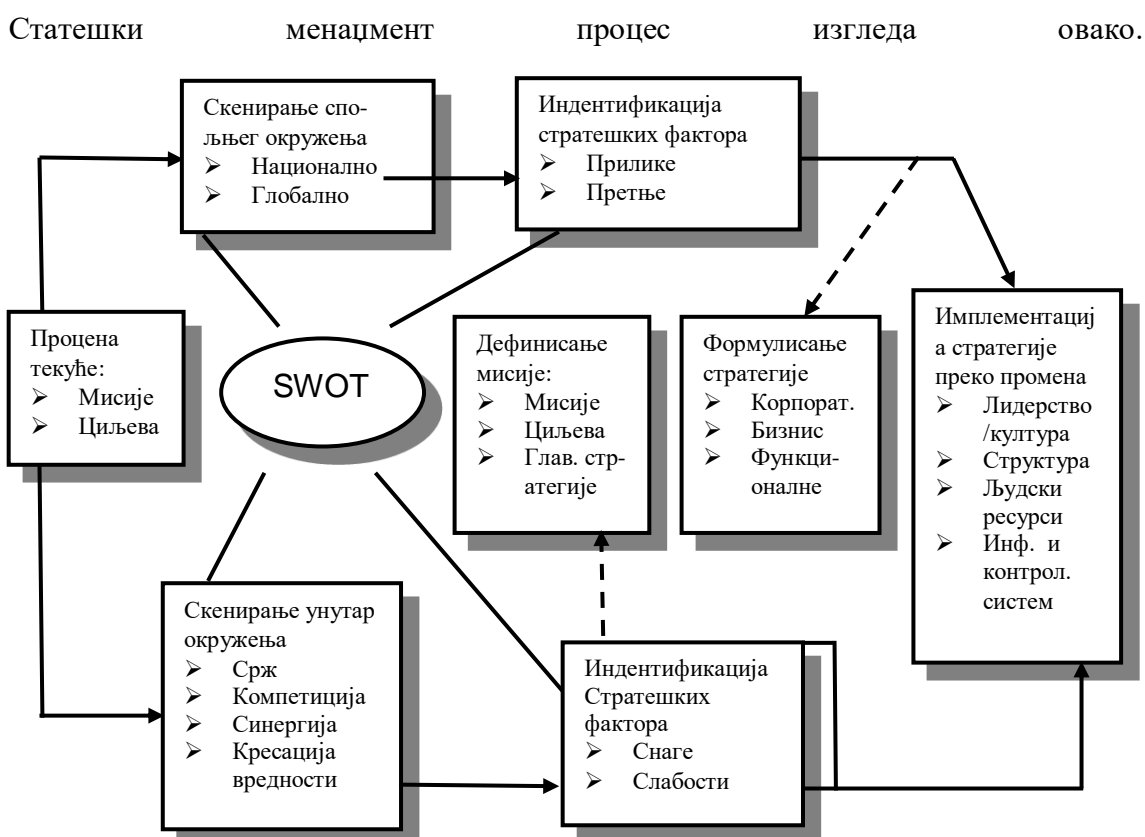 Статешки менаџмент процес изгледа овако.
Скенирање спо-
љњег окружења
➢ Национално
➢ Глобално
Индентификација
стратешких фактора
➢ Прилике
➢ Претње
Процена
текуће:
➢ Мисије
➢ Циљева
SWOT
Дефинисање
мисије:
➢ Мисије
➢ Циљева
➢ Глав. стр-
атегије
Формулисање
стратегије
➢ Корпорат.
➢ Бизнис
➢ Функци-
оналне
Имплементациј
а стратегије
преко промена
➢ Лидерство
/култура
➢ Структура
➢ Људски
ресурси
➢ Инф. и
контрол.
систем
Скенирање унутар
окружења
➢ Срж
➢ Компетиција
➢ Синергија
➢ Кресација
вредности
Индентификација
Стратешких
фактора
➢ Снаге
➢ Слабости